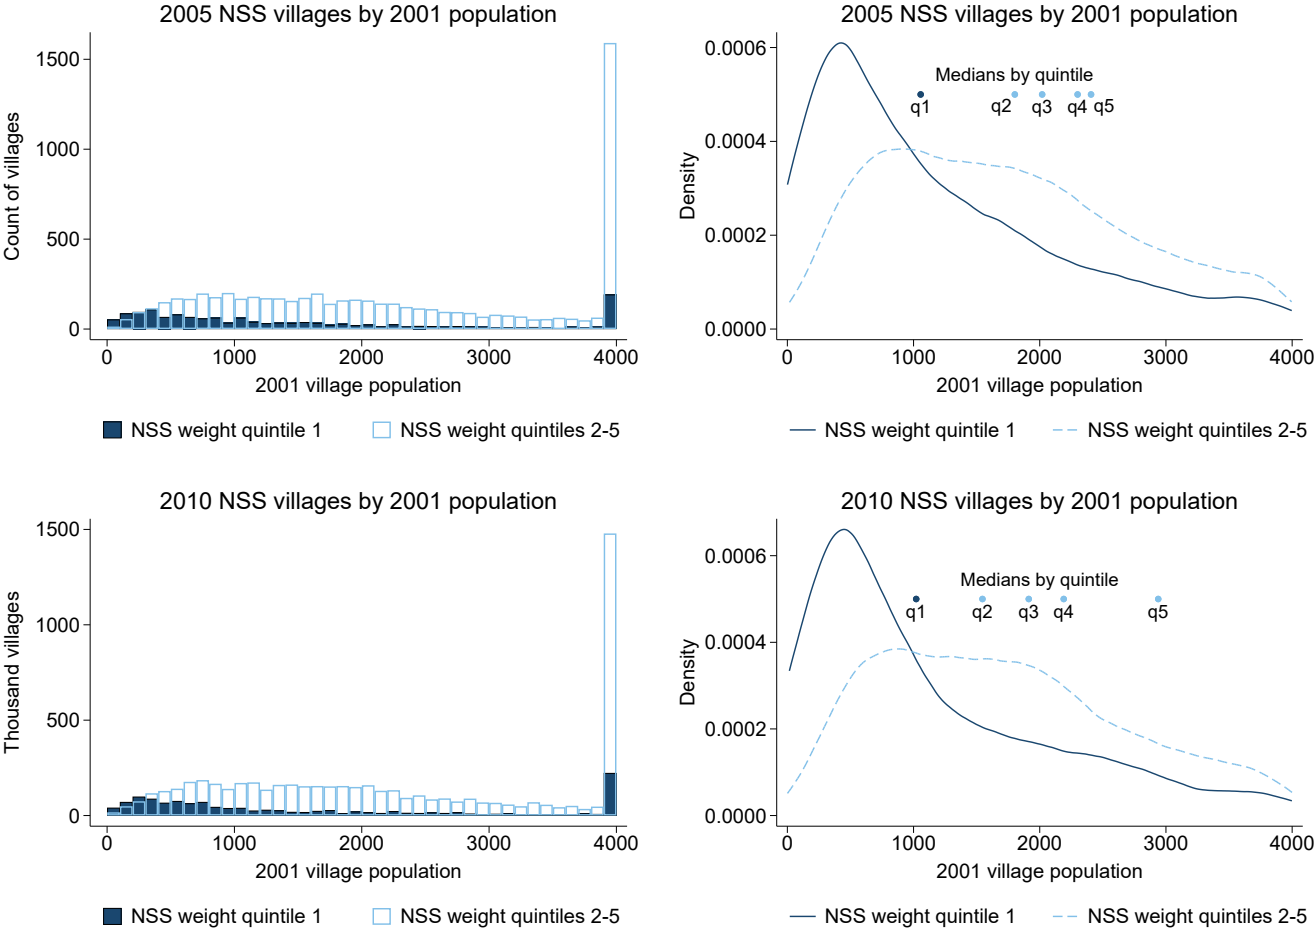 2005 NSS villages by 2001 population
1500
1000
500
0
Count of villages
0 1000 2000 3000 4000
2001 village population
NSS weight quintile 1 NSS weight quintiles 2-5
2005 NSS villages by 2001 population
0.0006
0.0004
0.0002
0.0000
Density
Medians by quintile
q1 q2 q3 q4 q5
0 1000 2000 3000 4000
2001 village population
NSS weight quintile 1 NSS weight quintiles 2-5
2010 NSS villages by 2001 population
1500
1000
500
0
Thousand villages
0 1000 2000 3000 4000
2001 village population
NSS weight quintile 1 NSS weight quintiles 2-5
2010 NSS villages by 2001 population
0.0006
0.0004
0.0002
0.0000
Density
Medians by quintile
q1 q2 q3 q4 q5
0 1000 2000 3000 4000
2001 village population
NSS weight quintile 1 NSS weight quintiles 2-5